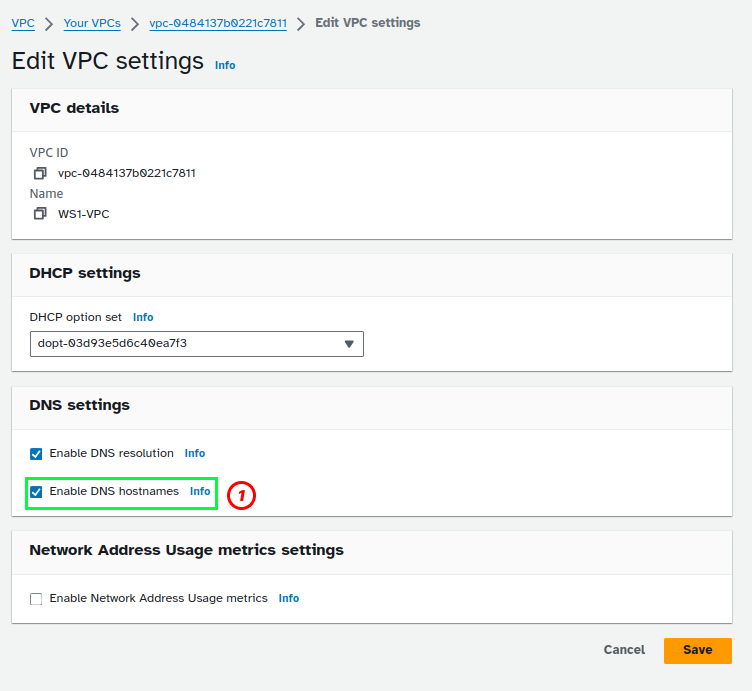 VPC > Your VPCs > vpc-0484137b0221c7811 > Edit VPC settings
Edit VPC settings Info
VPC details
VPC ID
vpc-0484137b0221c7811
Name
WS1-VPC
DHCP settings
DHCP option set Info
dopt-03d93e5d6c40ea7f3
DNS settings
Enable DNS resolution Info
Enable DNS hostnames Info 1
Network Address Usage metrics settings
Enable Network Address Usage metrics Info
Cancel Save